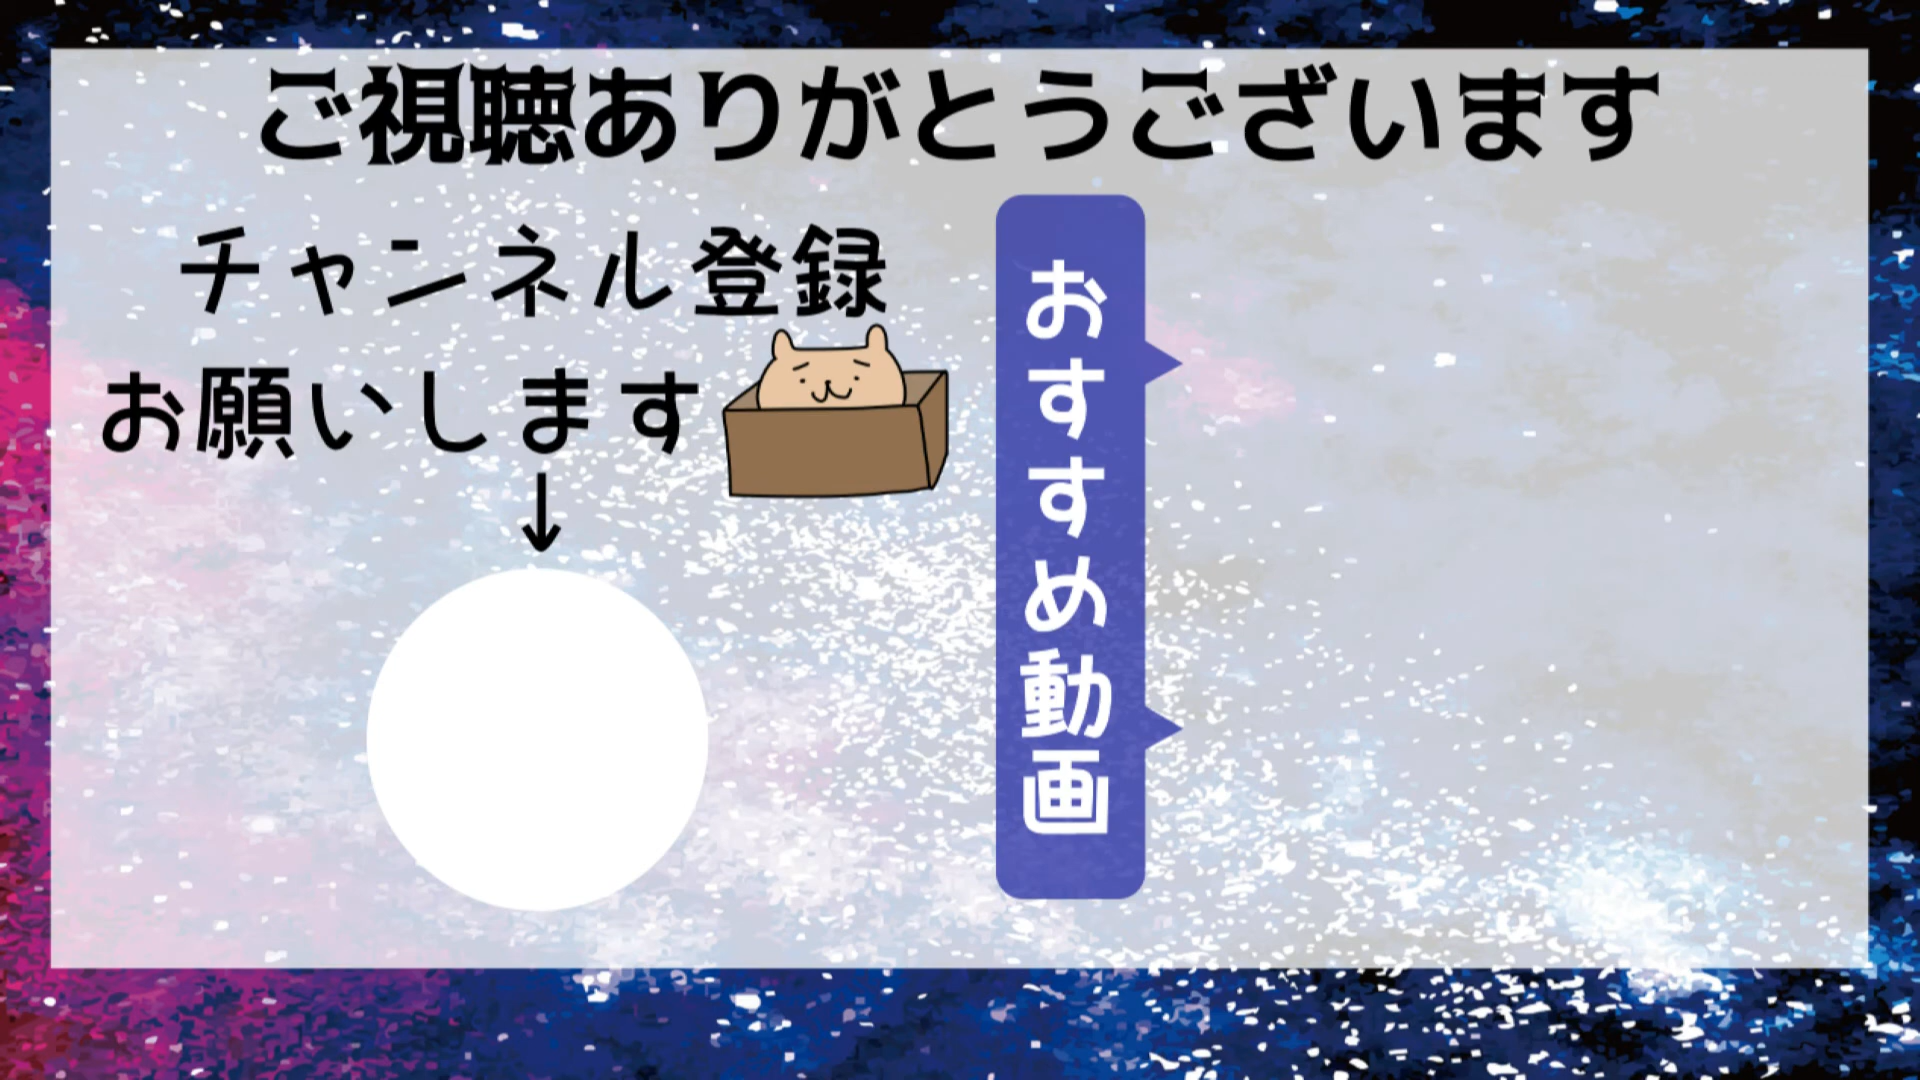 ご視聴ありがとうございます
チャンネル登録
お願いします
↓
おすすめ動画